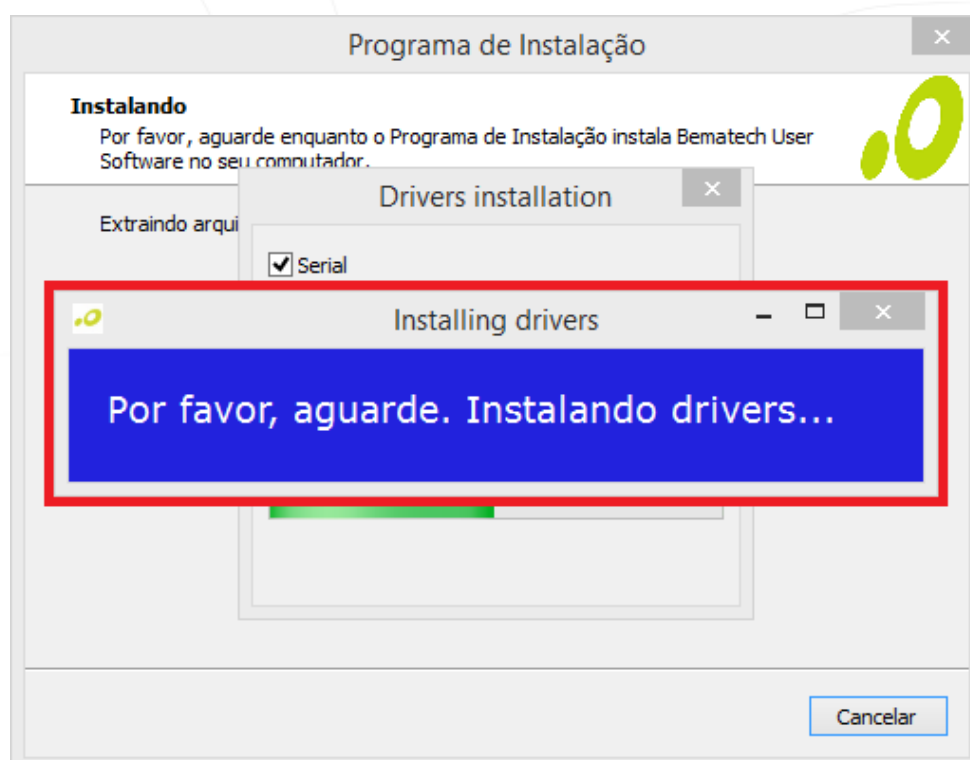 Programa de Instalação
Instalando
Por favor, aguarde enquanto o Programa de Instalação instala Bematech User
Software no seu computador.
Drivers installation
Extraindo arqui
Serial
Installing drivers
Por favor, aguarde. Instalando drivers...
Cancelar